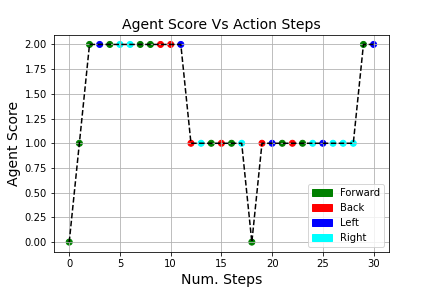 Agent Score Vs Action Steps
Agent Score
2.00
1.75
1.50
1.25
1.00
0.75
0.50
0.25
0.00
0 5 10 15 20 25 30
Num. Steps
Forward
Back
Left
Right